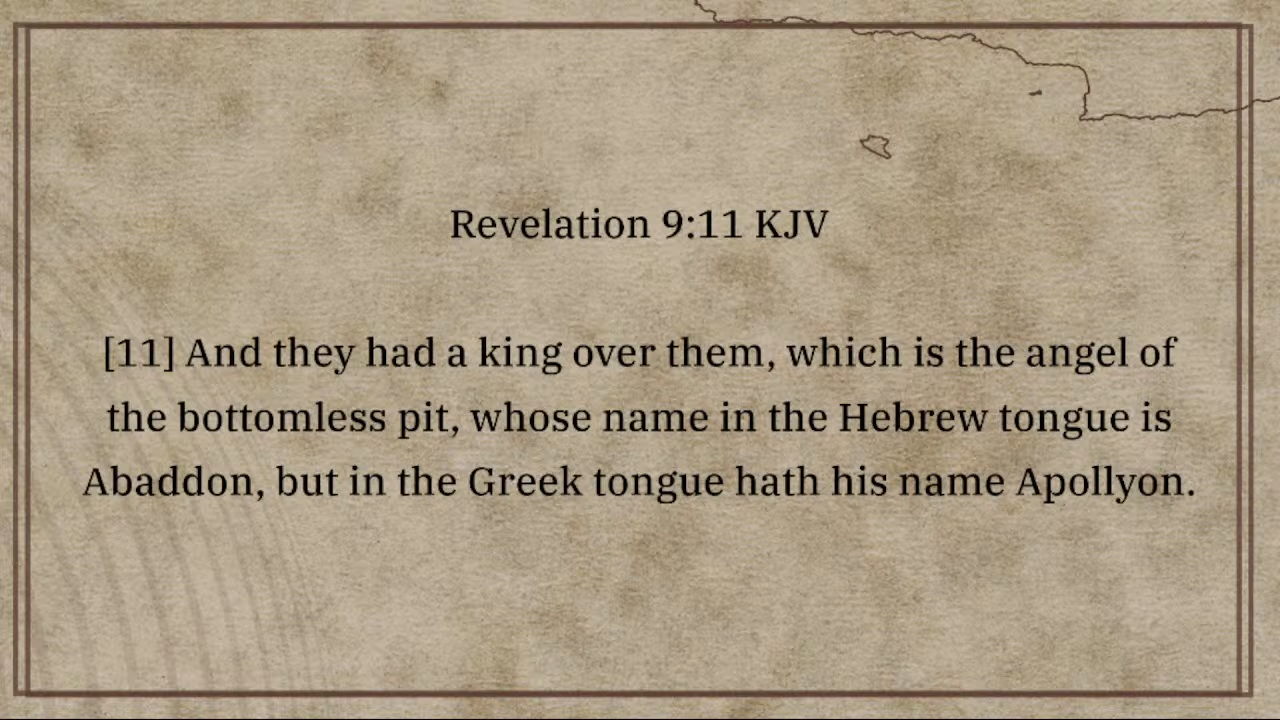 Revelation 9:11 KJV
[11] And they had a king over them, which is the angel of
the bottomless pit, whose name in the Hebrew tongue is
Abaddon, but in the Greek tongue hath his name Apollyon.